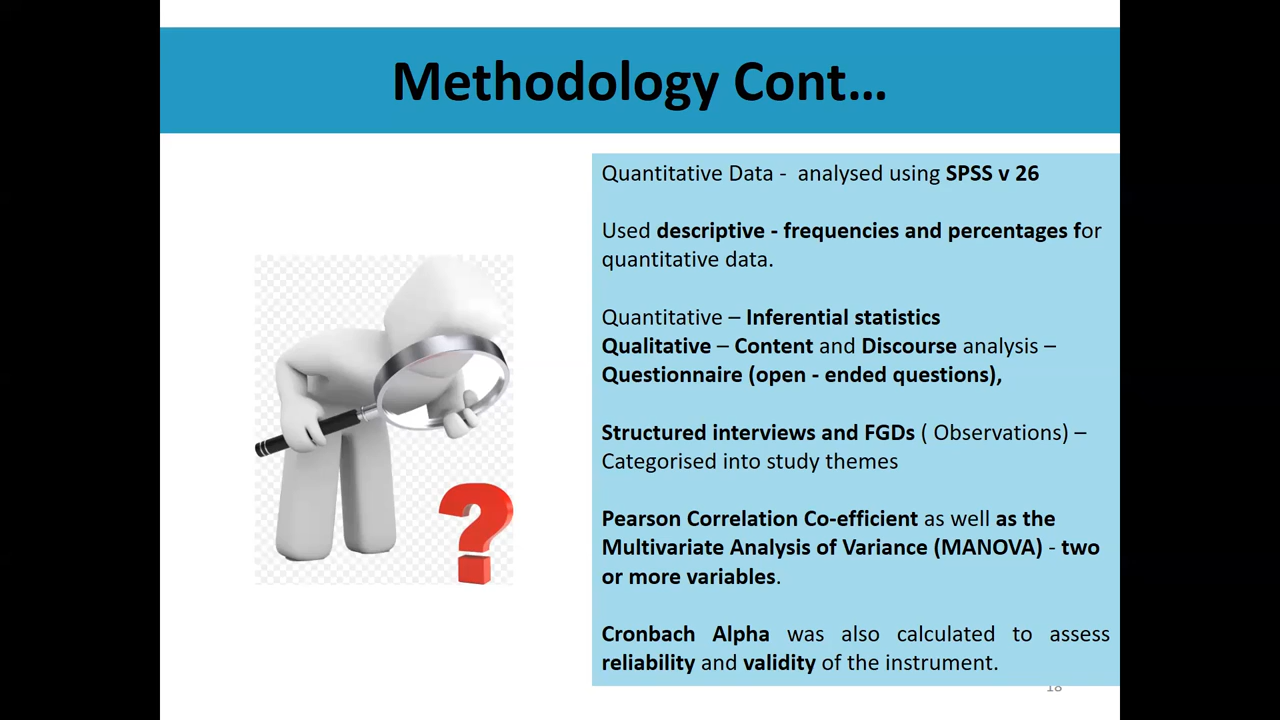 Methodology Cont...
Quantitative Data -  analysed using SPSS v 26
Used descriptive - frequencies and percentages for
quantitative data.
Quantitative – Inferential statistics
Qualitative – Content and Discourse analysis –
Questionnaire (open - ended questions),
Structured interviews and FGDs ( Observations) –
Categorised into study themes
Pearson Correlation Co-efficient as well as the
Multivariate Analysis of Variance (MANOVA) - two
or more variables.
Cronbach Alpha was also calculated to assess
reliability and validity of the instrument.
18